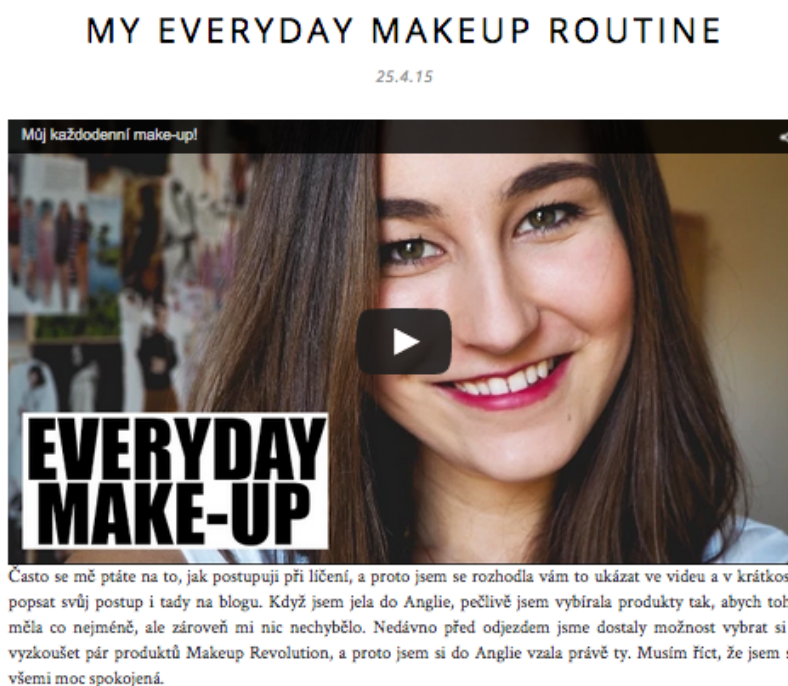 MY EVERYDAY MAKEUP ROUTINE
25.4.15
Můj každodenní make-up!
EVERYDAY
MAKE-UP
Často se mě ptáte na to, jak postupuji při líčení, a proto jsem se rozhodla vám to ukázat ve videu a v krátkos
popsat svůj postup i tady na blogu. Když jsem jela do Anglie, pečlivě jsem vybírala produkty tak, abych toh
měla co nejméně, ale zároveň mi nic nechybělo. Nedávno před odjezdem jsme dostaly možnost vybrat si
vyzkoušet pár produktů Makeup Revolution, a proto jsem si do Anglie vzala právě ty. Musím říct, že jsem s
všemi moc spokojená.